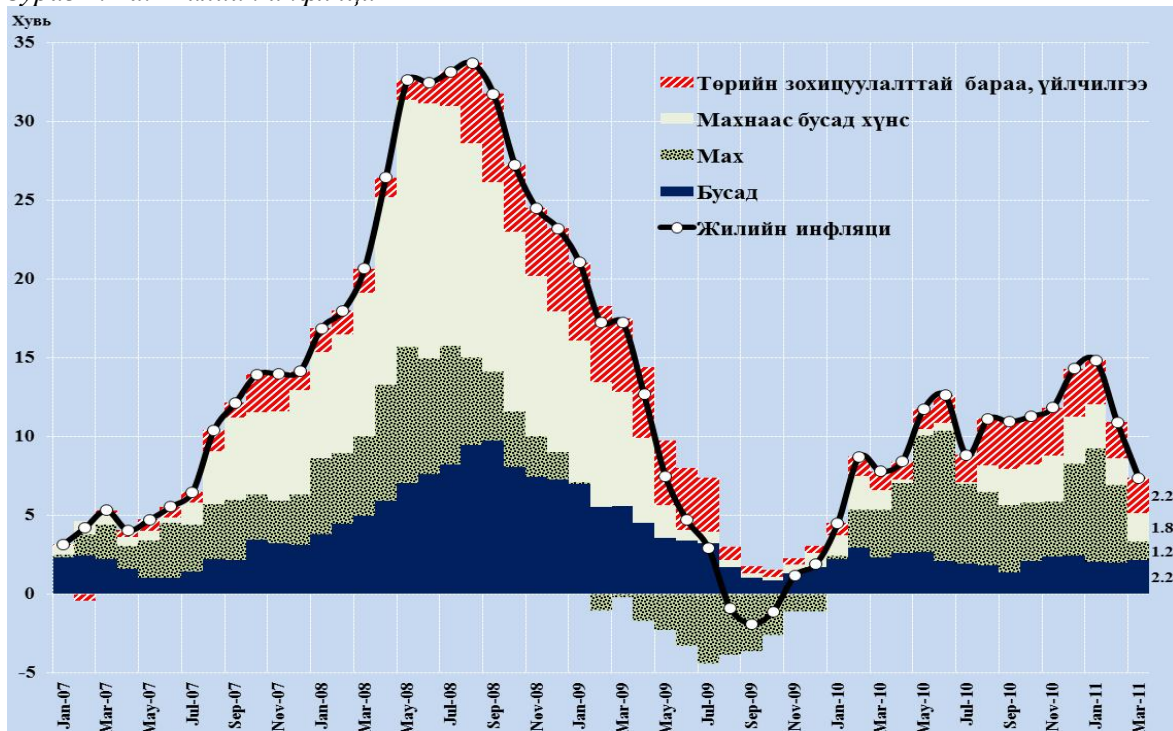 Хувь
35
30
25
20
15
10
5
0
-5
Төрийн зохицуулалттай бараа, үйлчилгээ
Махнаас бусад хүнс
Мах
Бусад
Жилийн инфляци
2.2
1.8
1.2
2.2
Jan-07
Mar-07
May-07
Jul-07
Sep-07
Nov-07
Jan-08
Mar-08
May-08
Jul-08
Sep-08
Nov-08
Jan-09
Mar-09
May-09
Jul-09
Sep-09
Nov-09
Jan-10
Mar-10
May-10
Jul-10
Sep-10
Nov-10
Jan-11
Mar-11